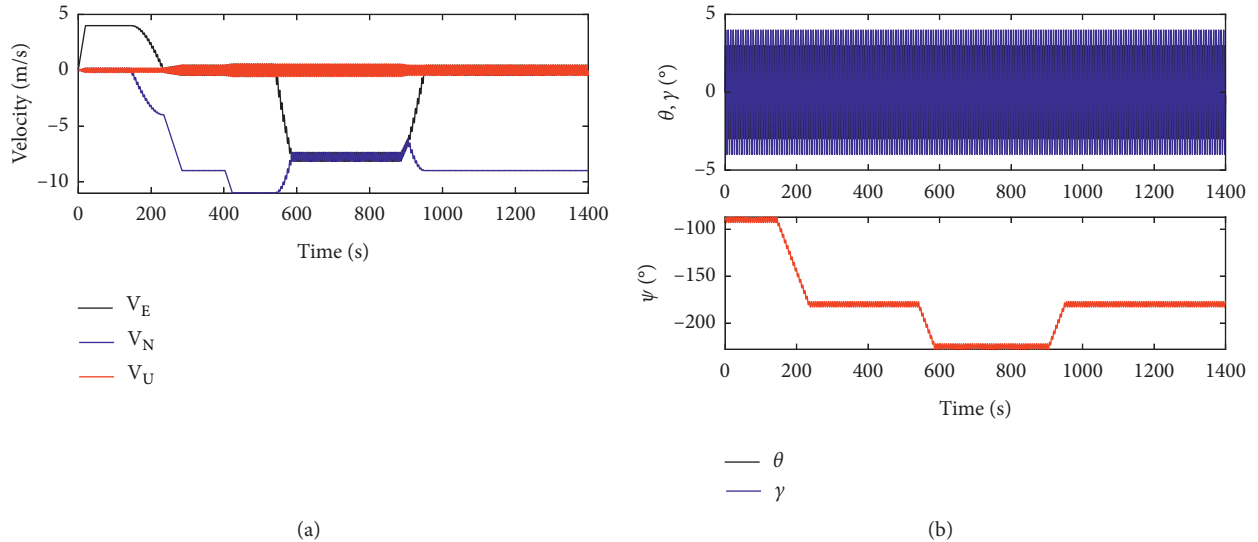 5
0
−5
−10
Velocity (m/s)
0 200 400 600 800 1000 1200 1400
Time (s)
V_E
V_N
V_U
(a)
5
0
−5
θ, γ (°)
0 200 400 600 800 1000 1200 1400
−100
−150
−200
ψ (°)
0 200 400 600 800 1000 1200 1400
Time (s)
θ
γ
(b)